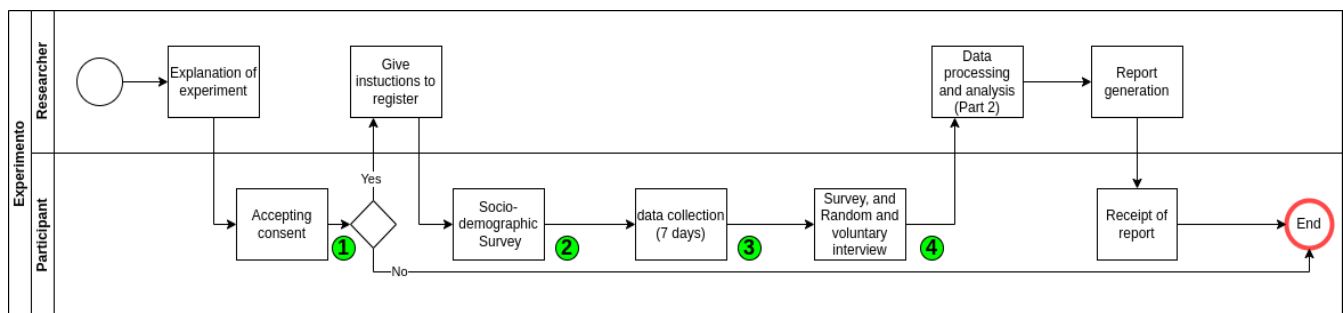 Experimento
Researcher
Explanation of
experiment
Give
instuctions to
register
Data
processing
and analysis
(Part 2)
Report
generation
Participant
Accepting
consent
1
Yes
No
Socio-
demographic
Survey
2
data collection
(7 days)
3
Survey, and
Random and
voluntary
interview
4
Receipt of
report
End